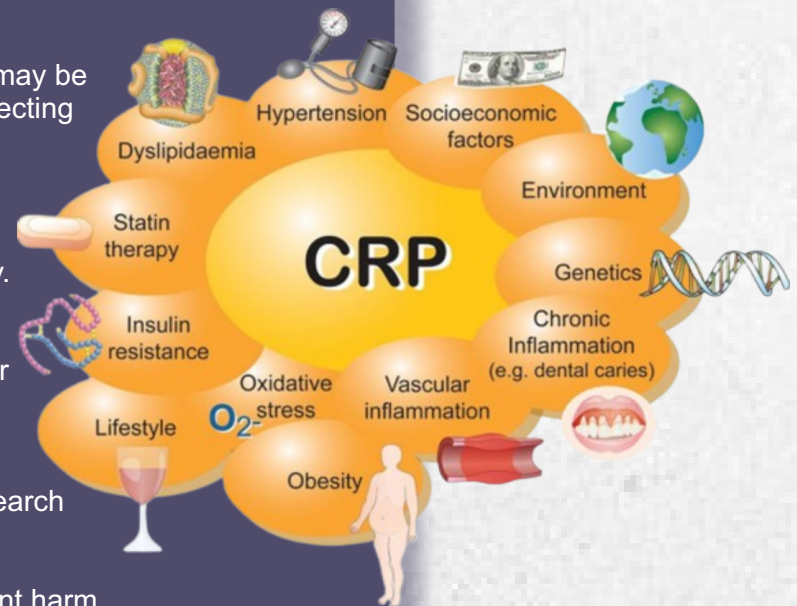 may be
ecting
y.
r
earch
nt harm
Hypertension
Socioeconomic
factors
Dyslipidaemia
Environment
Statin
therapy
CRP
Genetics
Insulin
resistance
Chronic
Inflammation
(e.g. dental caries)
Oxidative
stress
O2-
Vascular
inflammation
Lifestyle
Obesity